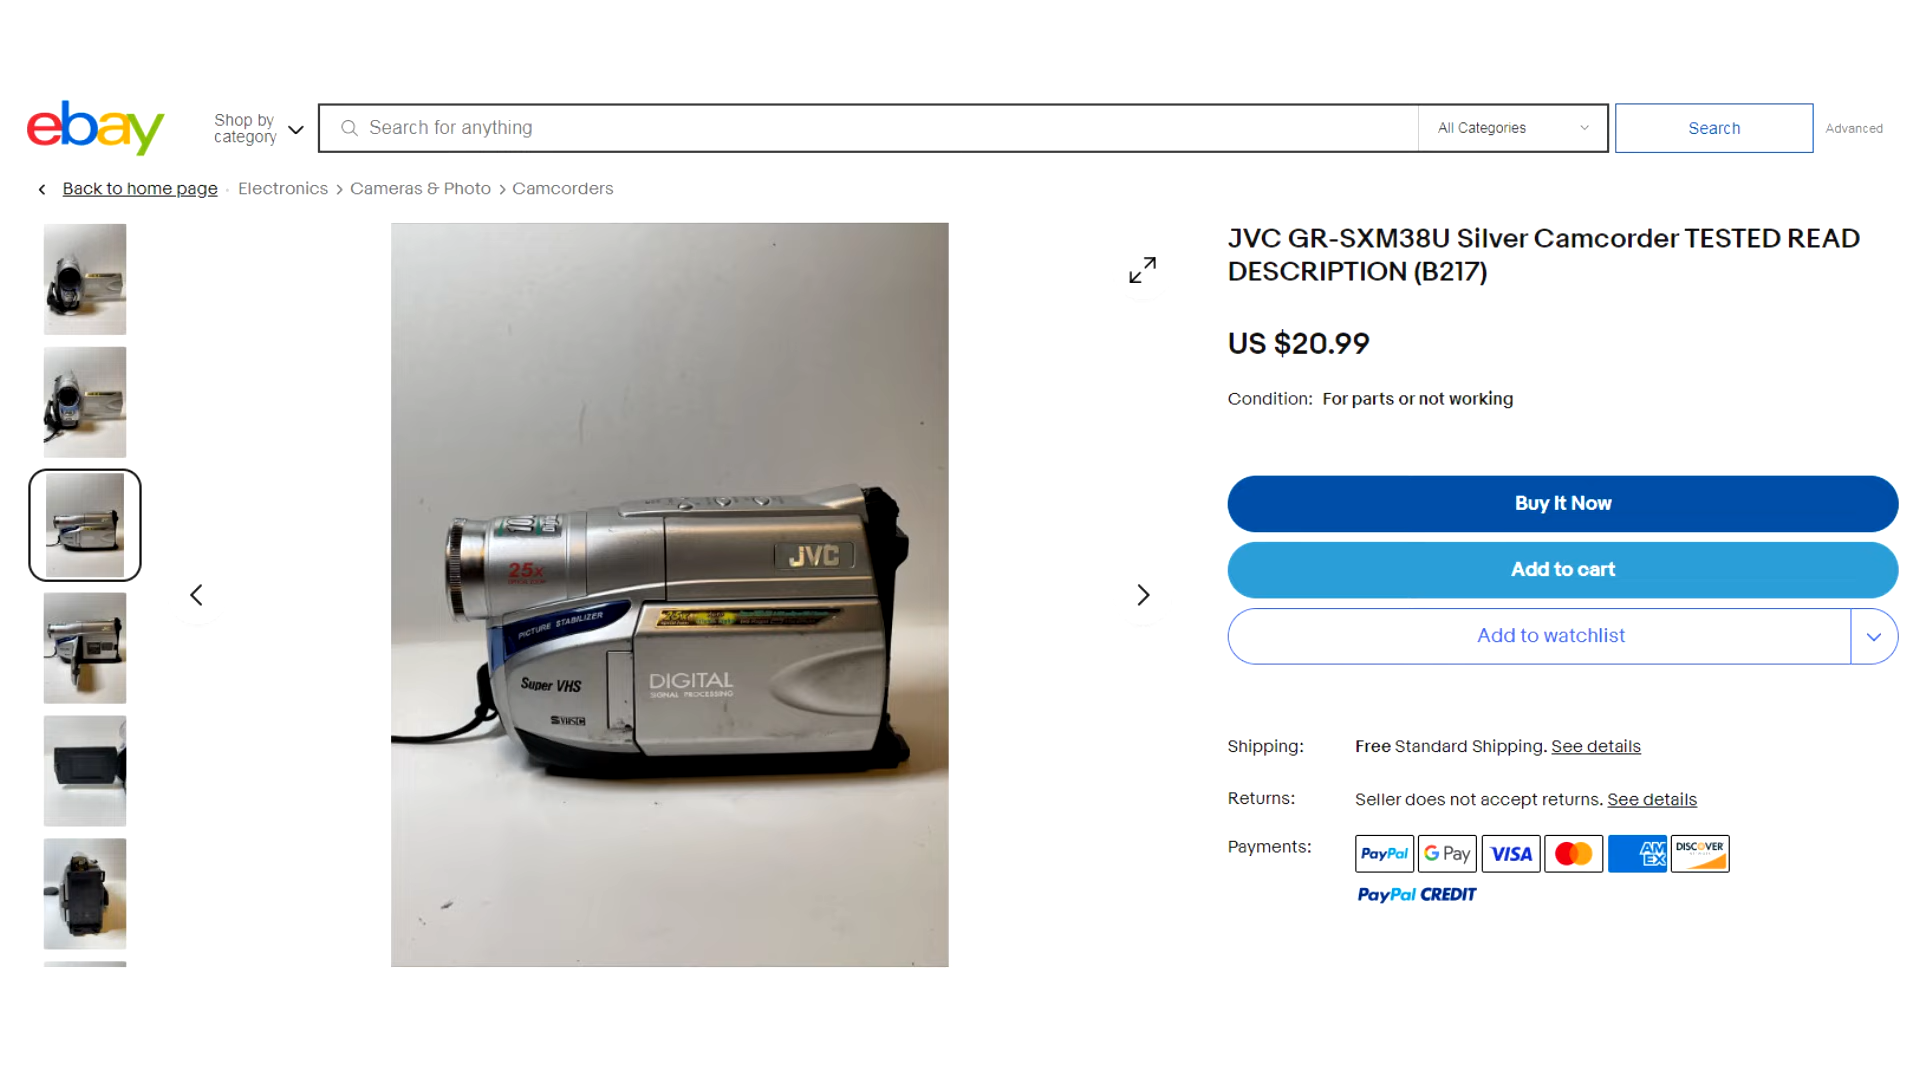 ebay
Shop by
category
Search for anything
All Categories
Search
Advanced
Back to home page
Electronics > Cameras & Photo > Camcorders
JVC GR-SXM38U Silver Camcorder TESTED READ
DESCRIPTION (B217)
US $20.99
Condition: For parts or not working
Buy It Now
Add to cart
Add to watchlist
Shipping: Free Standard Shipping. See details
Returns: Seller does not accept returns. See details
Payments: PayPal G Pay VISA AM EX DISCOVER
PayPal CREDIT
JVC
25x
OPTICAL ZOOM
PICTURE STABILIZER
Super VHS
DIGITAL
SIGNAL PROCESSING
SVHSC